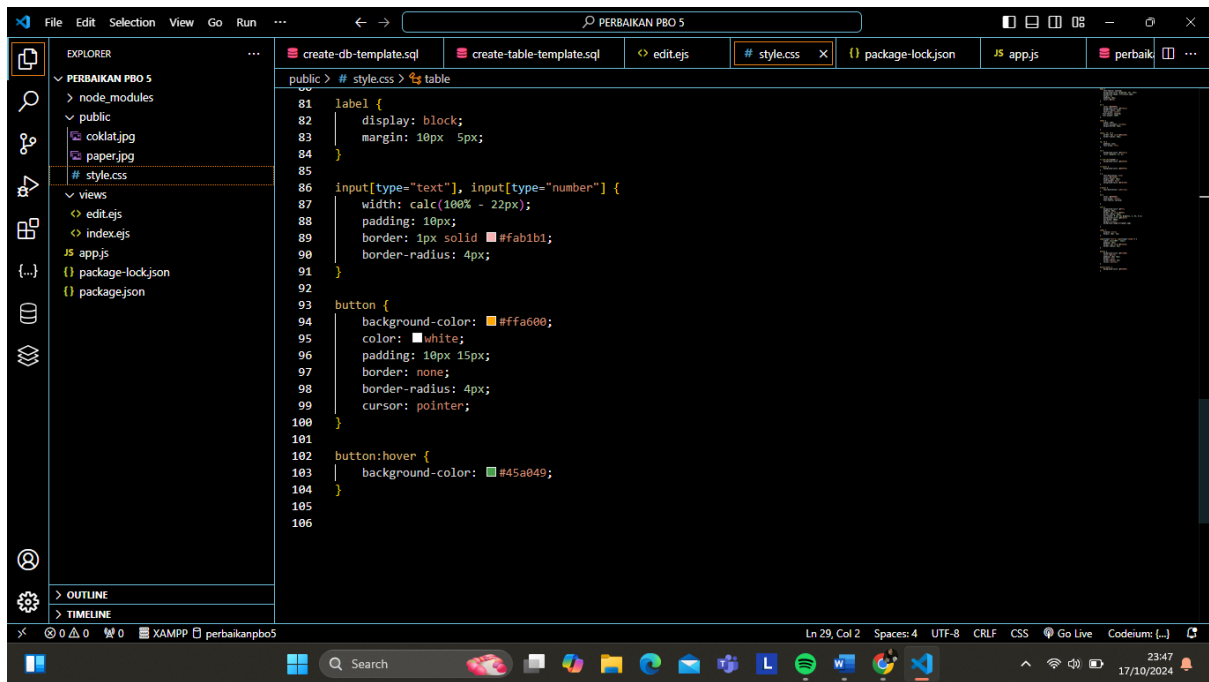 File Edit Selection View Go Run ··· ← → PERBAIKAN PBO 5
EXPLORER ···
PERBAIKAN PBO 5
> node_modules
public
coklat.jpg
paper.jpg
# style.css
views
<> edit.ejs
<> index.ejs
JS app.js
{} package-lock.json
{} package.json
> OUTLINE
> TIMELINE
create-db-template.sql create-table-template.sql <> edit.ejs # style.css × {} package-lock.json JS app.js perbaik ···
public > # style.css > table
80
81 label {
82 display: block;
83 margin: 10px  5px;
84 }
85
86 input[type="text"], input[type="number"] {
87 width: calc(100% - 22px);
88 padding: 10px;
89 border: 1px solid #fab1b1;
90 border-radius: 4px;
91 }
92
93 button {
94 background-color: #ffa600;
95 color: white;
96 padding: 10px 15px;
97 border: none;
98 border-radius: 4px;
99 cursor: pointer;
100 }
101
102 button:hover {
103 background-color: #45a049;
104 }
105
106
0 0 0 XAMPP perbaikanpbo5 Ln 29, Col 2 Spaces: 4 UTF-8 CRLF CSS Go Live Codeium: {...}
Search L W 23:47
17/10/2024